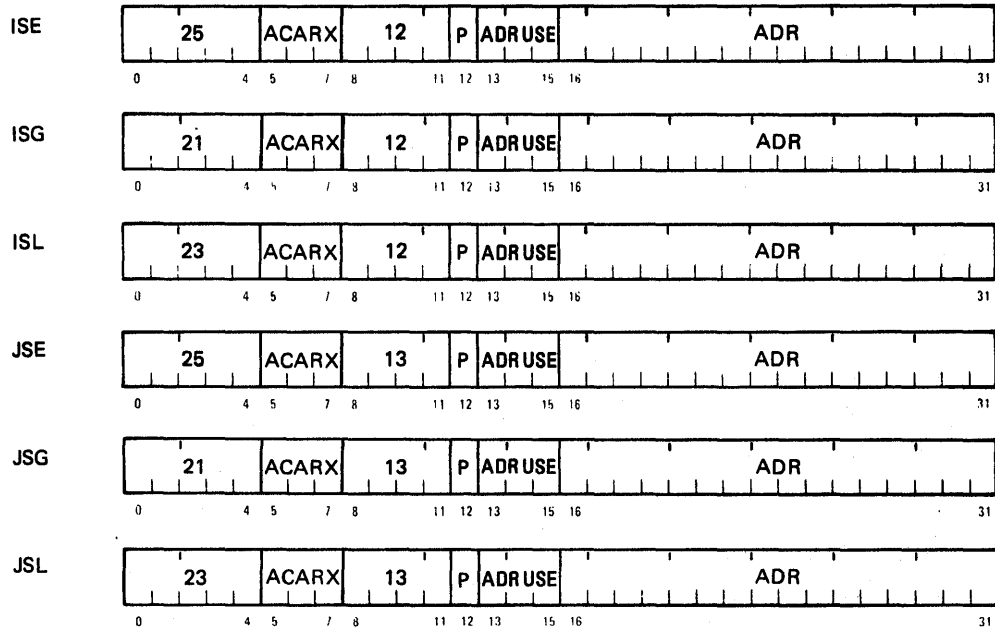 ISE 25 ACARX 12 P ADR USE ADR
0 4 5 7 8 11 12 13 15 16 31
ISG 21 ACARX 12 P ADR USE ADR
0 4 5 7 8 11 12 13 15 16 31
ISL 23 ACARX 12 P ADR USE ADR
0 4 5 7 8 11 12 13 15 16 31
JSE 25 ACARX 13 P ADR USE ADR
0 4 5 7 8 11 12 13 15 16 31
JSG 21 ACARX 13 P ADR USE ADR
0 4 5 7 8 11 12 13 15 16 31
JSL 23 ACARX 13 P ADR USE ADR
0 4 5 7 8 11 12 13 15 16 31